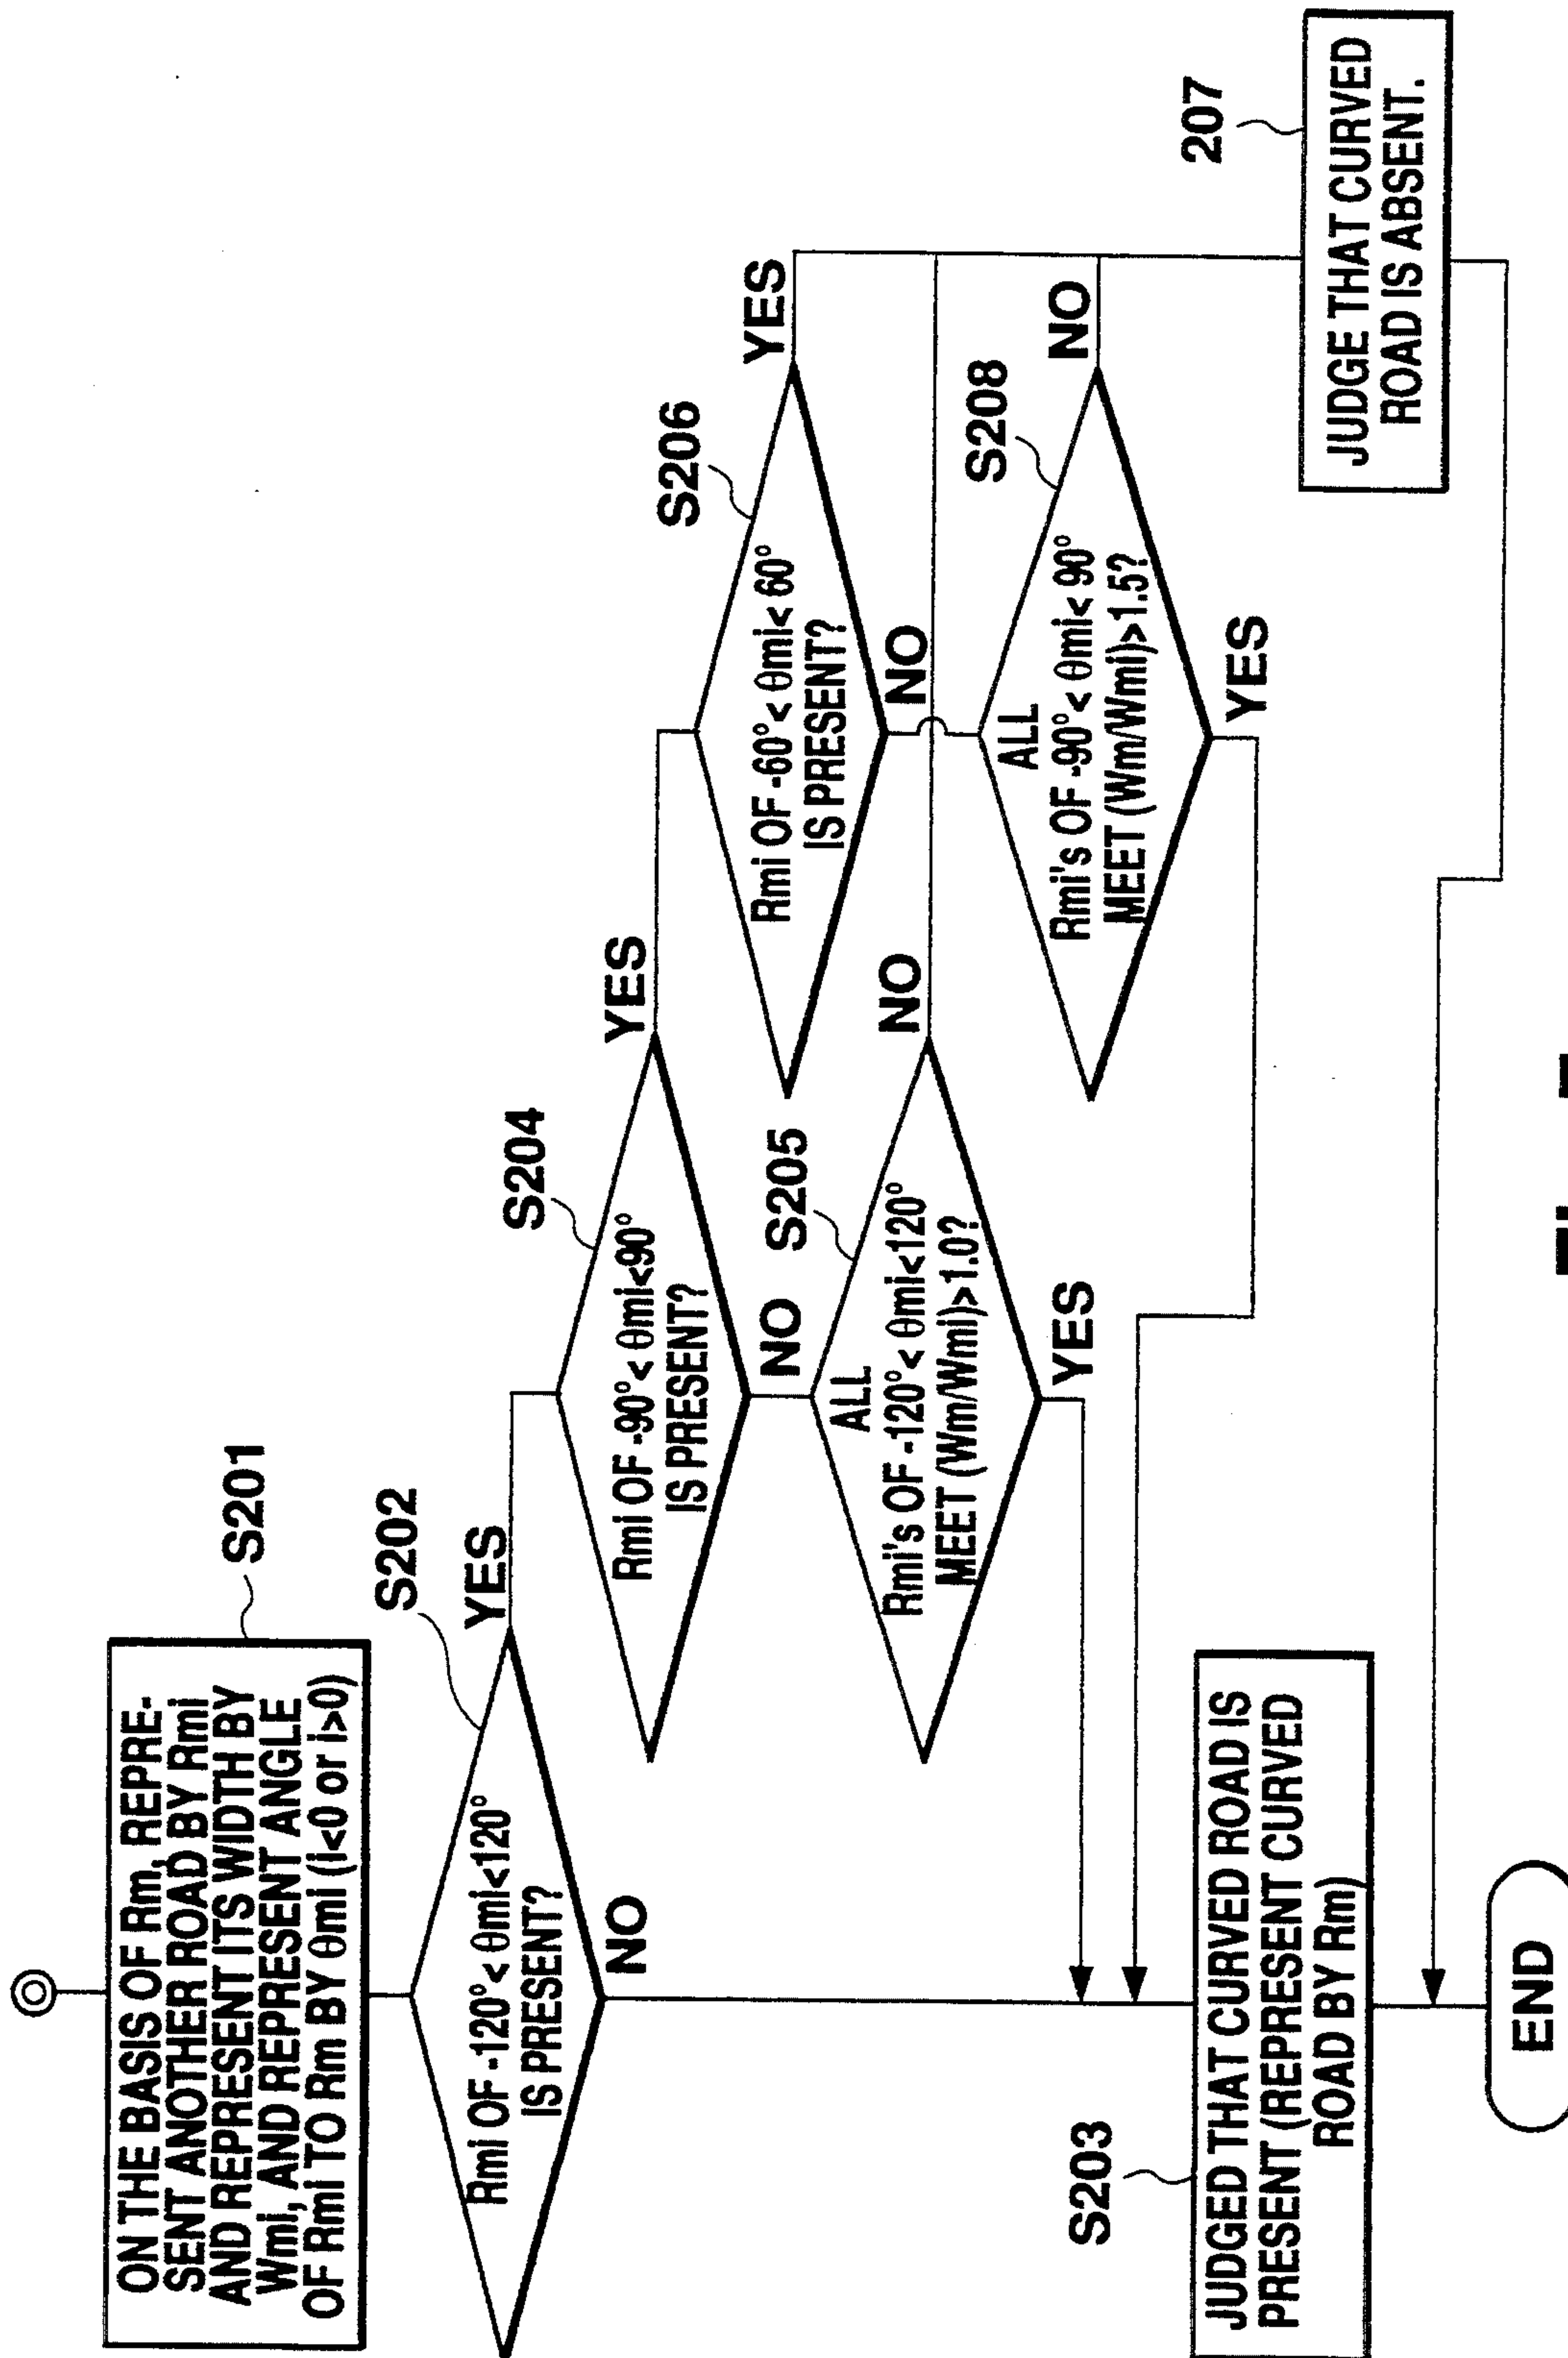 ON THE BASIS OF Rm, REPRE-
SENT ANOTHER ROAD BY Rmi
AND REPRESENT ITS WIDTH BY
Wmi, AND REPRESENT ANGLE
OF Rmi TO Rm BY θmi (i<0 or i>0)
S201
Rmi OF -120°< θmi<120°
IS PRESENT?
S202
YES
NO
Rmi OF -90°< θmi<90°
IS PRESENT?
S204
YES
NO
Rmi OF -60°< θmi< 60°
IS PRESENT?
S206
YES
NO
ALL
Rmi's OF -120°< θmi<120°
MEET (Wm/Wmi)>1.0?
S205
NO
YES
ALL
Rmi's OF -90°< θmi< 90°
MEET (Wm/Wmi)>1.5?
S208
NO
YES
S203
JUDGED THAT CURVED ROAD IS
PRESENT (REPRESENT CURVED
ROAD BY Rm)
207
JUDGE THAT CURVED
ROAD IS ABSENT.
END